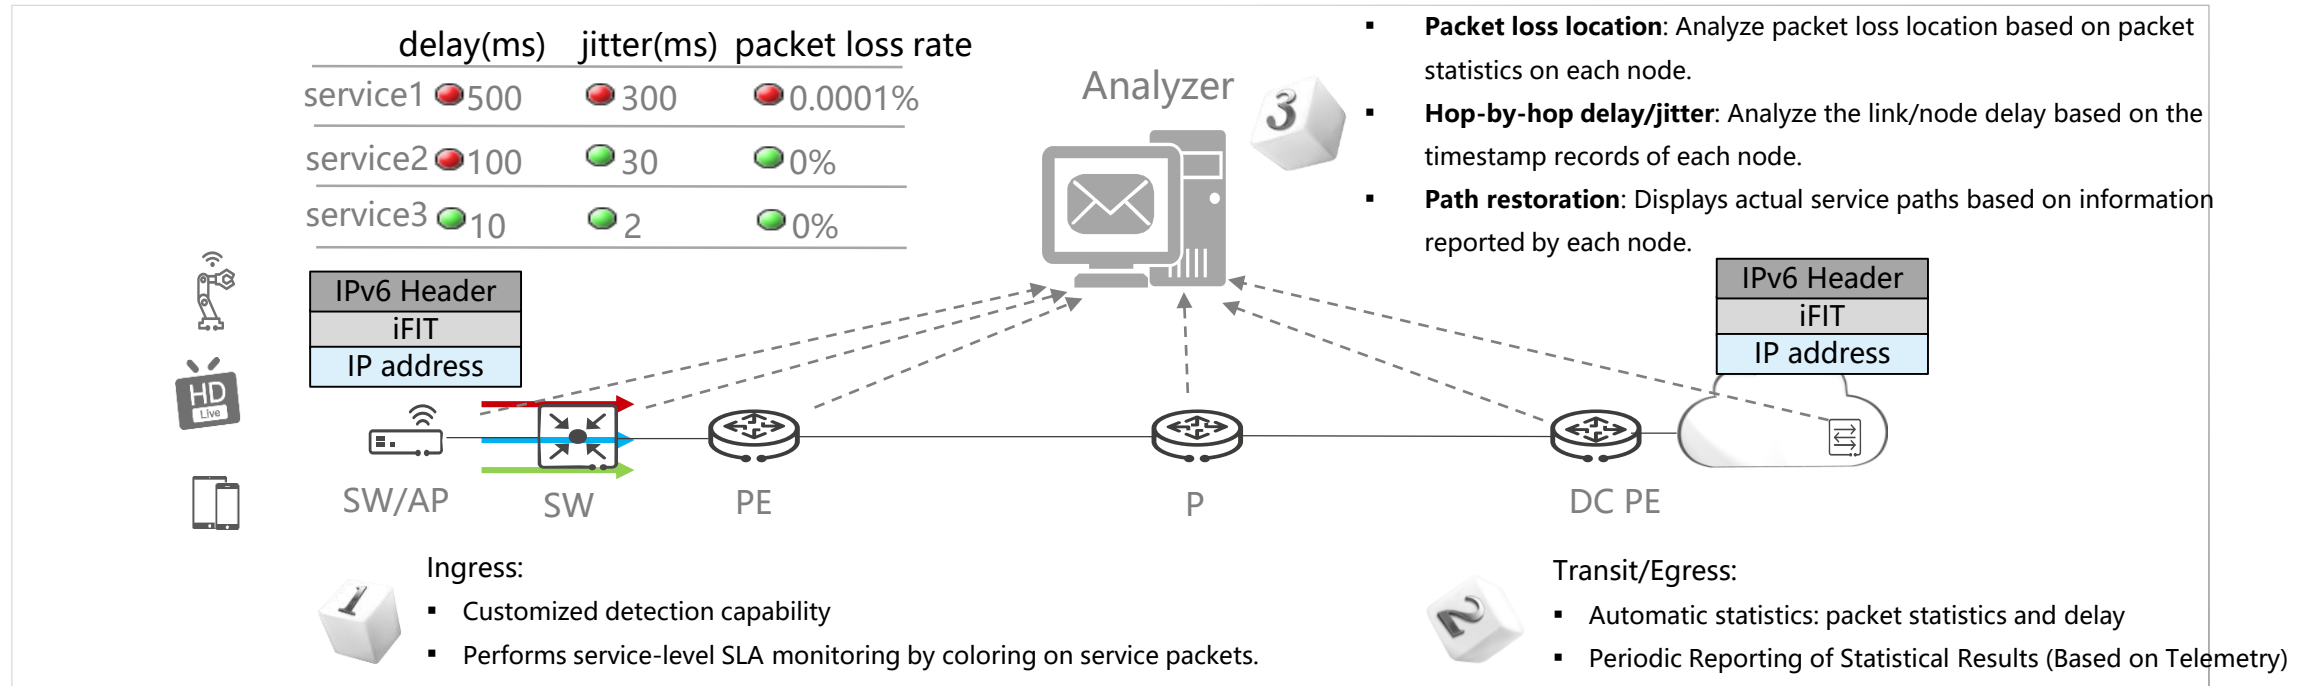 delay(ms) jitter(ms) packet loss rate
service1 500 300 0.0001%
service2 100 30 0%
service3 10 2 0%
Analyzer
3
▪ Packet loss location: Analyze packet loss location based on packet
statistics on each node.
▪ Hop-by-hop delay/jitter: Analyze the link/node delay based on the
timestamp records of each node.
▪ Path restoration: Displays actual service paths based on information
reported by each node.
IPv6 Header
iFIT
IP address
IPv6 Header
iFIT
IP address
HD
Live
SW/AP
SW
PE
P
DC PE
1
Ingress:
▪ Customized detection capability
▪ Performs service-level SLA monitoring by coloring on service packets.
2
Transit/Egress:
▪ Automatic statistics: packet statistics and delay
▪ Periodic Reporting of Statistical Results (Based on Telemetry)